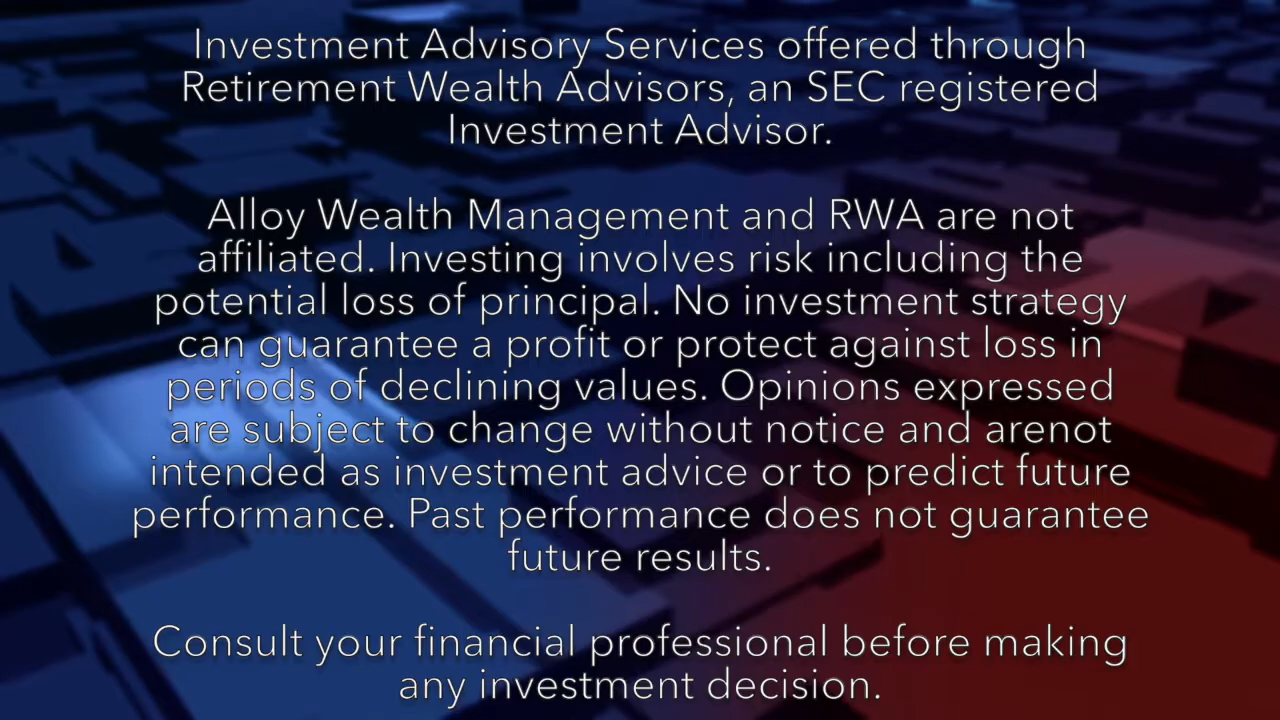 Investment Advisory Services offered through
Retirement Wealth Advisors, an SEC registered
Investment Advisor.
Alloy Wealth Management and RWA are not
affiliated. Investing involves risk including the
potential loss of principal. No investment strategy
can guarantee a profit or protect against loss in
periods of declining values. Opinions expressed
are subject to change without notice and arenot
intended as investment advice or to predict future
performance. Past performance does not guarantee
future results.
Consult your financial professional before making
any investment decision.